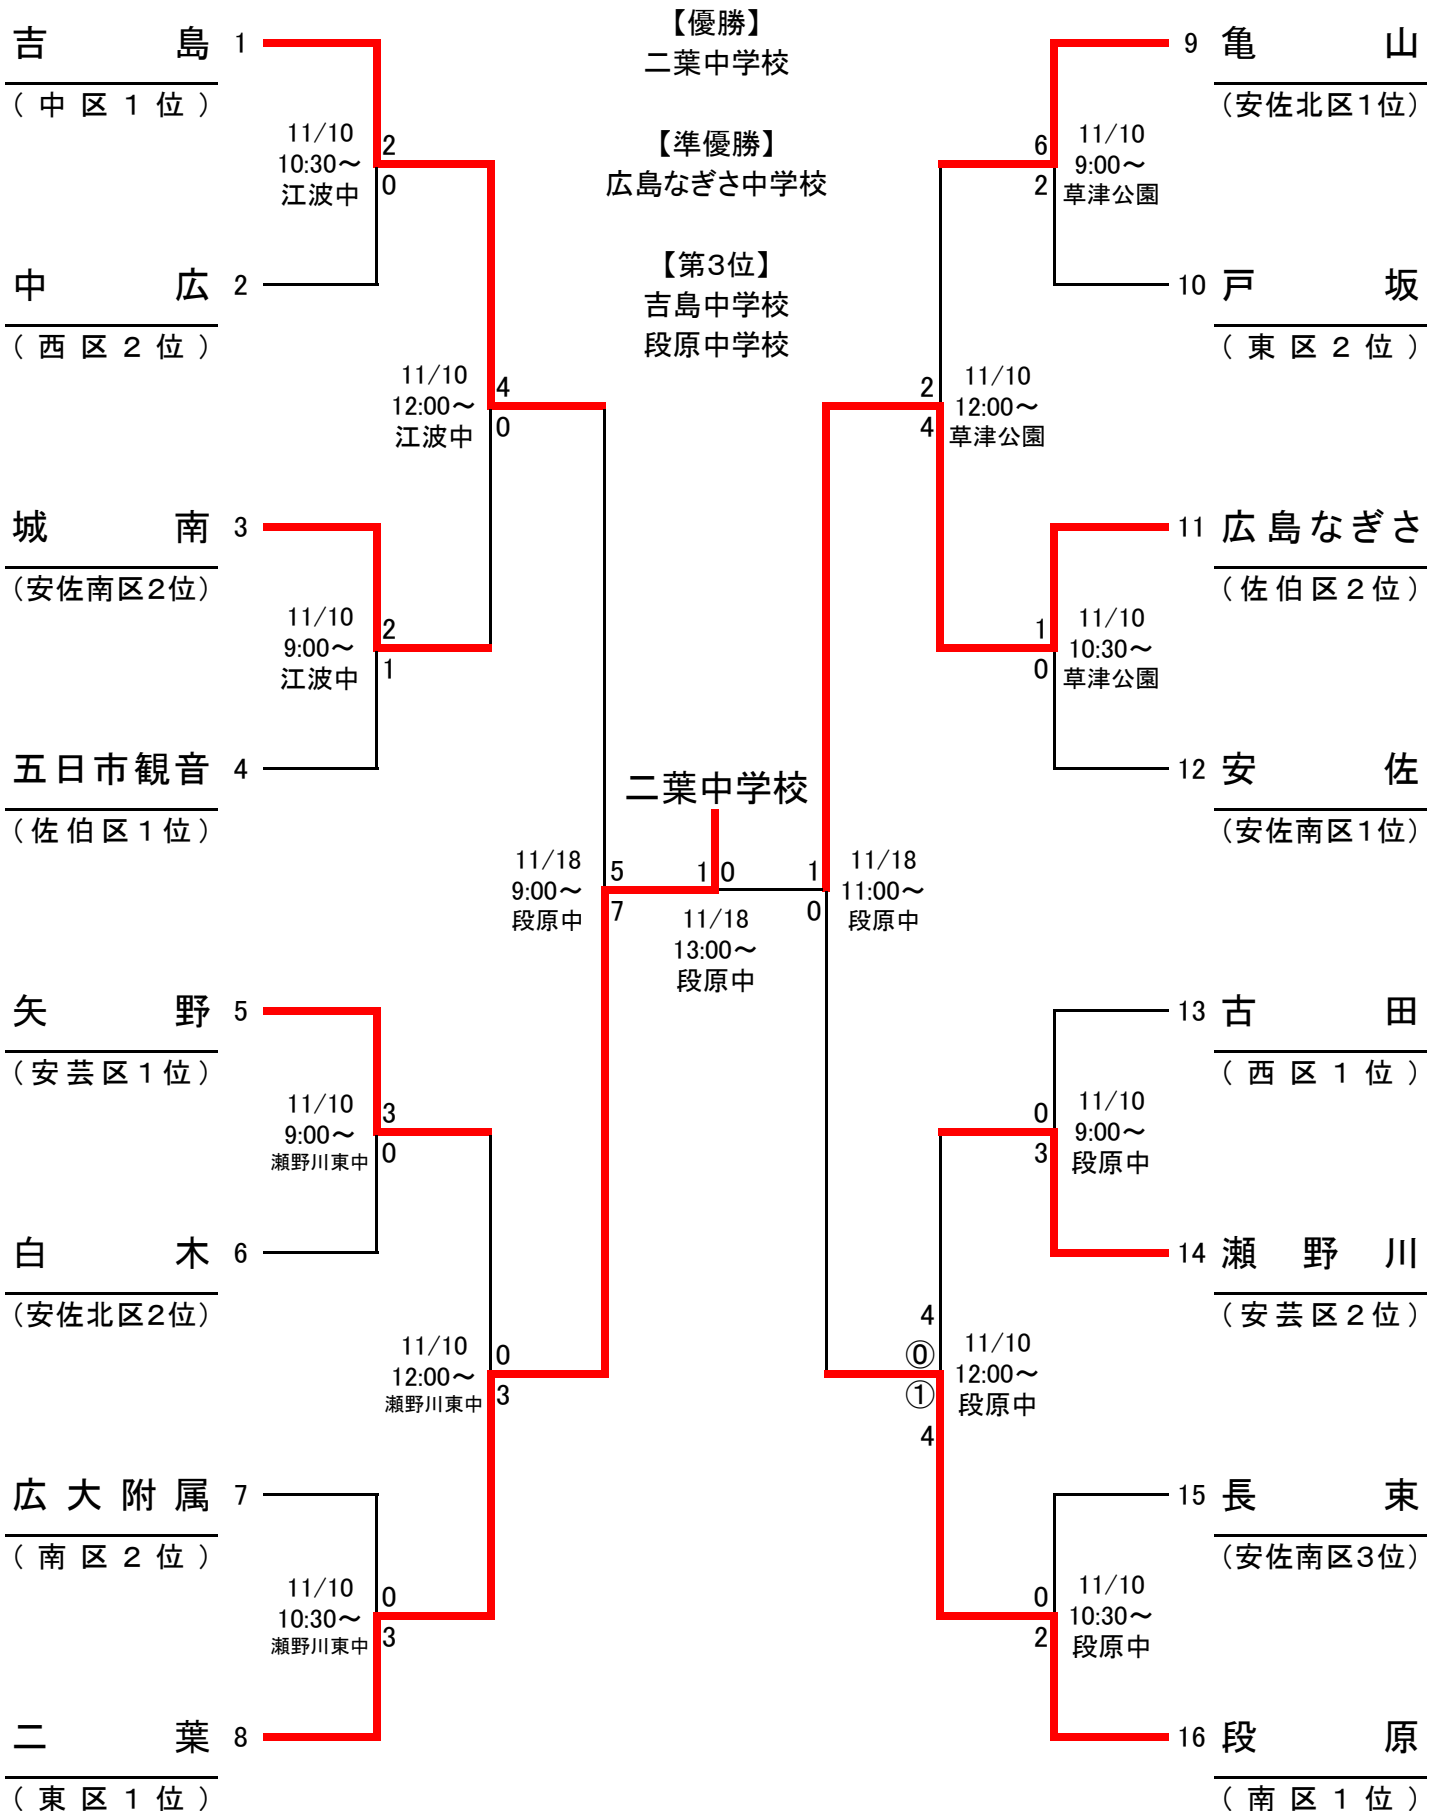 【優勝】
二葉中学校
【準優勝】
広島なぎさ中学校
【第3位】
吉島中学校
段原中学校
吉島 1
(中区1位)
11/10
10:30～
江波中
2
0
中広 2
(西区2位)
11/10
12:00～
江波中
4
0
城南 3
(安佐南区2位)
11/10
9:00～
江波中
2
1
五日市観音 4
(佐伯区1位)
11/18
9:00～
段原中
5
7
矢野 5
(安芸区1位)
11/10
9:00～
瀬野川東中
3
0
白木 6
(安佐北区2位)
11/10
12:00～
瀬野川東中
0
3
広大附属 7
(南区2位)
11/10
10:30～
瀬野川東中
0
3
二葉 8
(東区1位)
二葉中学校
1 0
11/18
13:00～
段原中
9 亀山
(安佐北区1位)
6
2
11/10
9:00～
草津公園
10 戸坂
(東区2位)
2
4
11/10
12:00～
草津公園
11 広島なぎさ
(佐伯区2位)
1
0
11/10
10:30～
草津公園
12 安佐
(安佐南区1位)
1
0
11/18
11:00～
段原中
13 古田
(西区1位)
0
3
11/10
9:00～
段原中
14 瀬野川
(安芸区2位)
4
⓪
①
4
11/10
12:00～
段原中
15 長束
(安佐南区3位)
0
2
11/10
10:30～
段原中
16 段原
(南区1位)